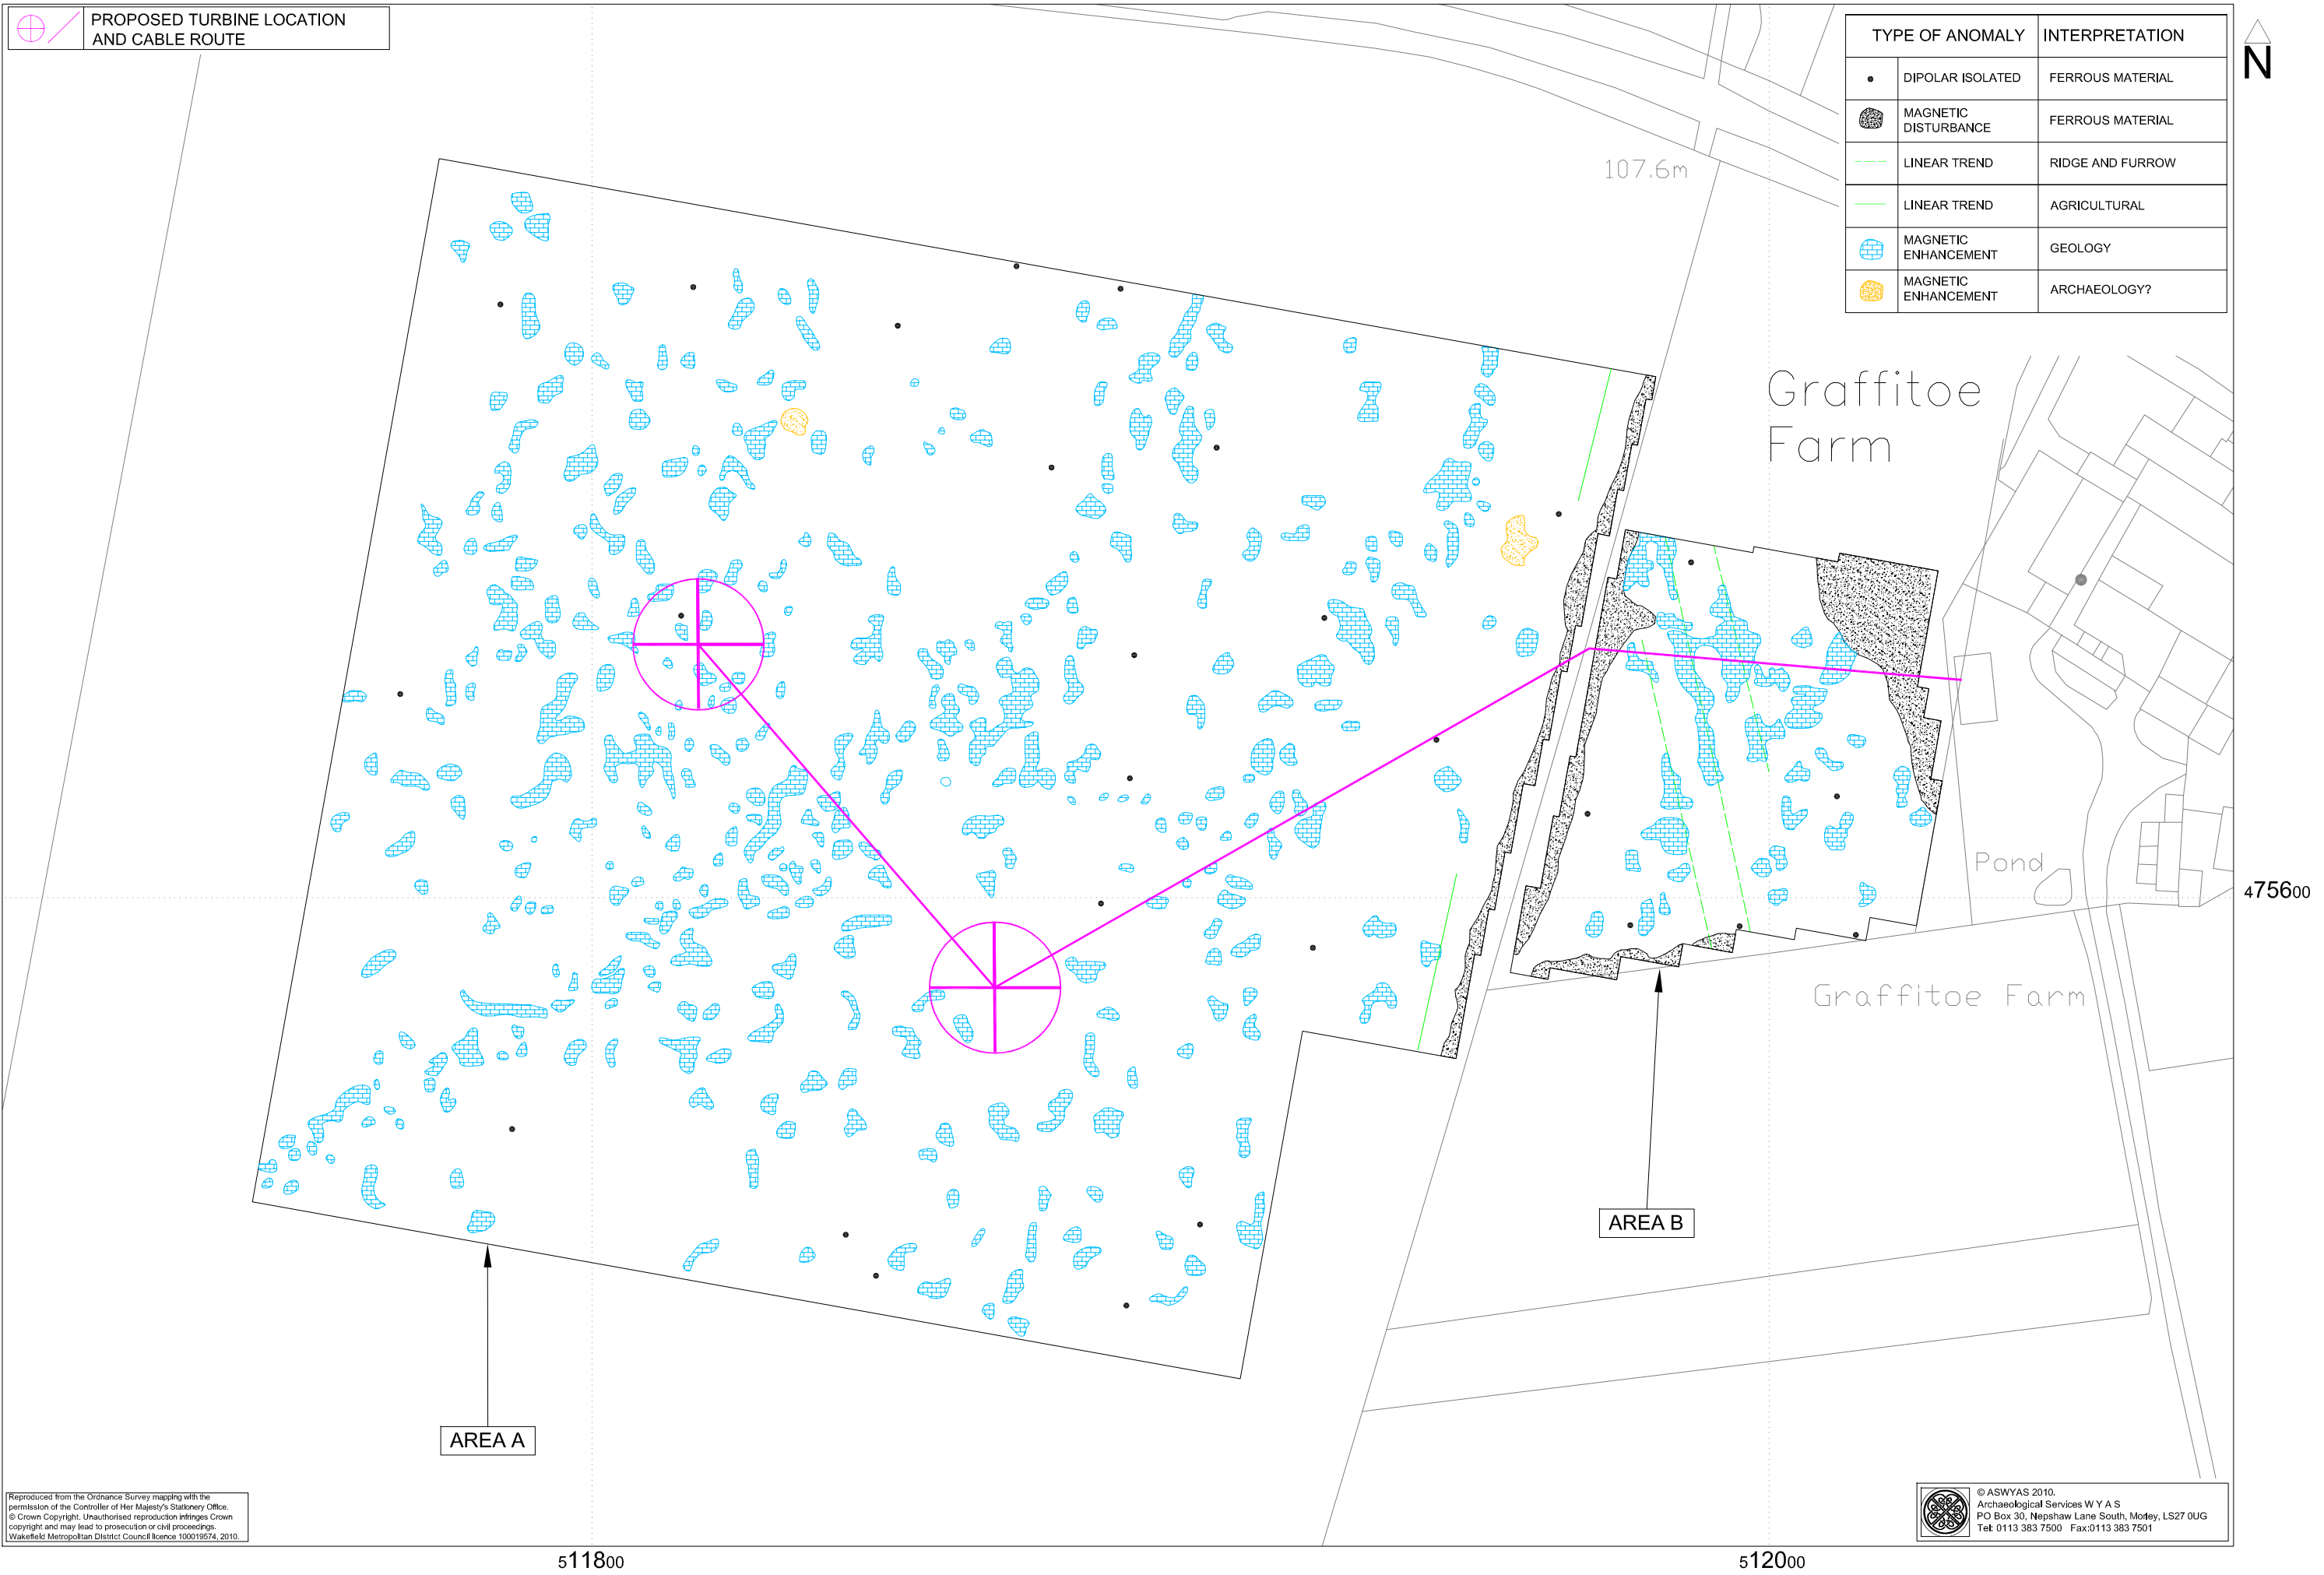 PROPOSED TURBINE LOCATION
AND CABLE ROUTE
TYPE OF ANOMALY INTERPRETATION
DIPOLAR ISOLATED FERROUS MATERIAL
MAGNETIC
DISTURBANCE
FERROUS MATERIAL
LINEAR TREND RIDGE AND FURROW
LINEAR TREND AGRICULTURAL
MAGNETIC
ENHANCEMENT
GEOLOGY
MAGNETIC
ENHANCEMENT
ARCHAEOLOGY?
N
107.6m
Graffitoe
Farm
Pond
475600
Graffitoe Farm
AREA B
AREA A
Reproduced from the Ordnance Survey mapping with the
permission of the Controller of Her Majesty's Stationery Office.
© Crown Copyright. Unauthorised reproduction infringes Crown
copyright and may lead to prosecution or civil proceedings.
Wakefield Metropolitan District Council licence 100019574, 2010.
© ASWYAS 2010.
Archaeological Services W Y A S
PO Box 30, Nepshaw Lane South, Morley, LS27 0UG
Tel: 0113 383 7500 Fax:0113 383 7501
511800
512000